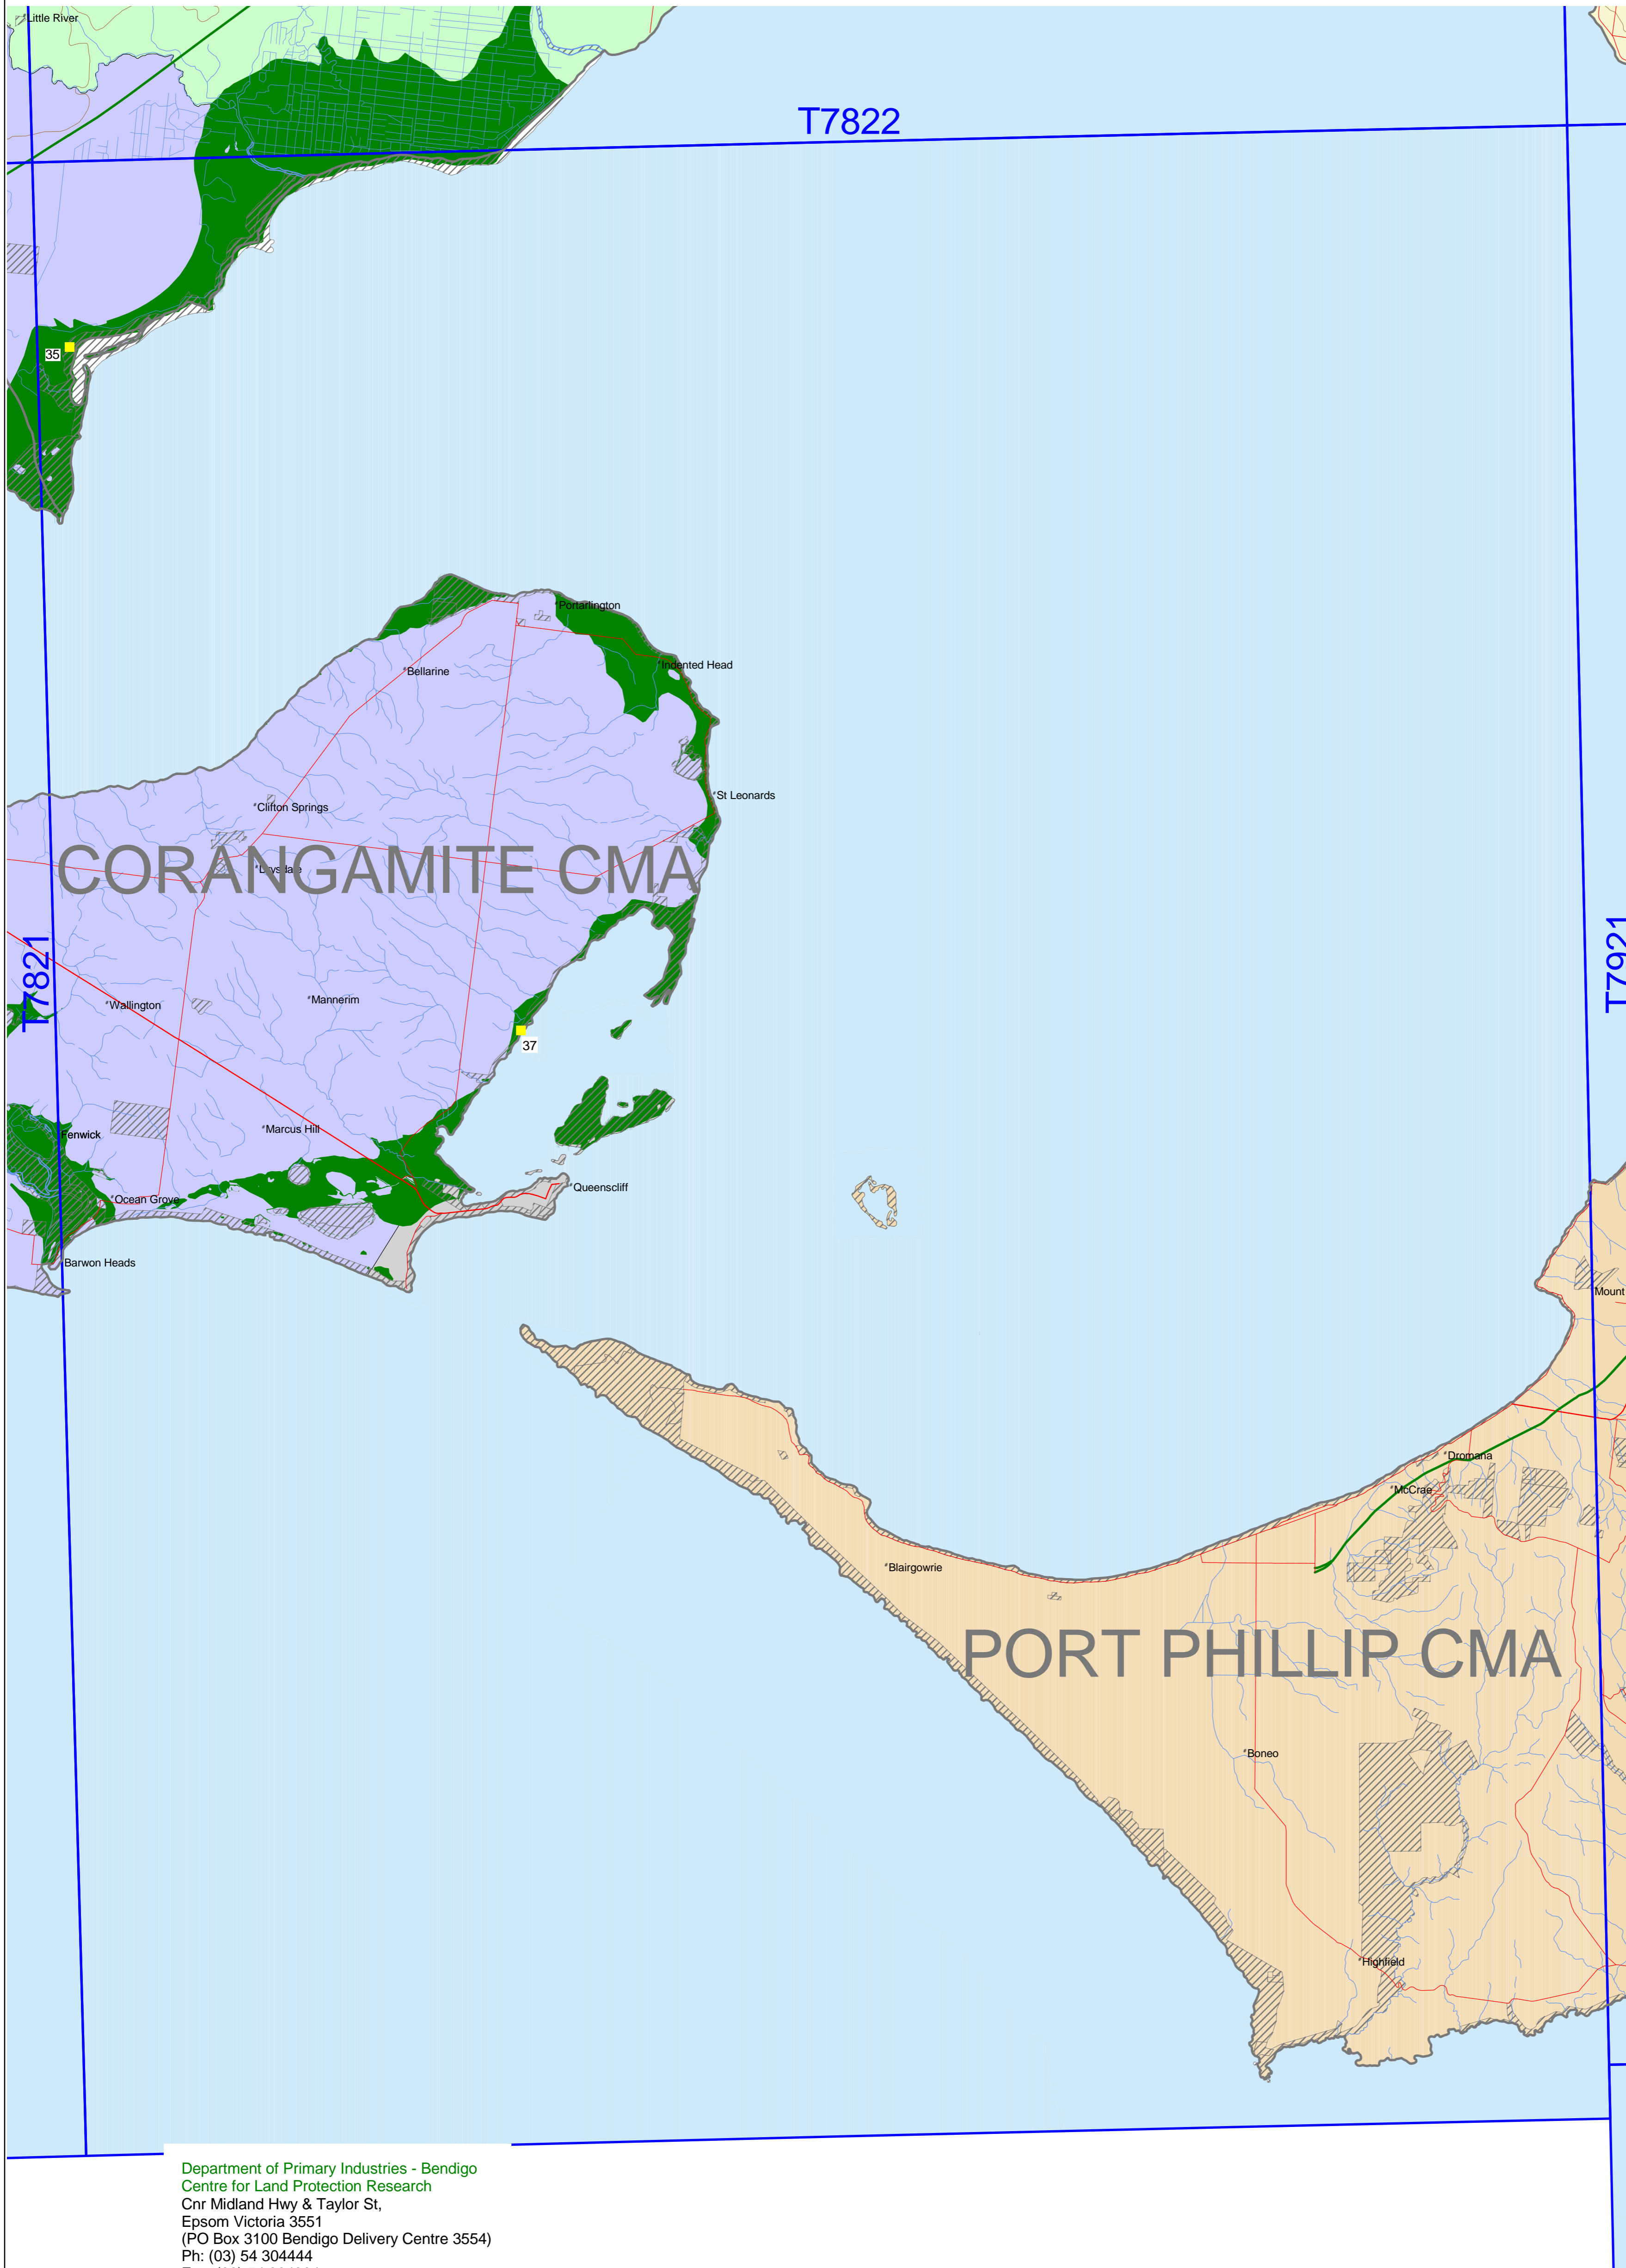 Little River
T7822
35
Portarlington
Indented Head
Bellarine
St Leonards
Clifton Springs
CORANGAMITE CMA
Drysdale
T7821
T7921
Wallington
Mannerim
37
Marcus Hill
Fenwick
Queenscliff
Ocean Grove
Barwon Heads
Mount
Dromana
McCrae
Blairgowrie
PORT PHILLIP CMA
Boneo
Highfield
Department of Primary Industries - Bendigo
Centre for Land Protection Research
Cnr Midland Hwy & Taylor St,
Epsom Victoria 3551
(PO Box 3100 Bendigo Delivery Centre 3554)
Ph: (03) 54 304444